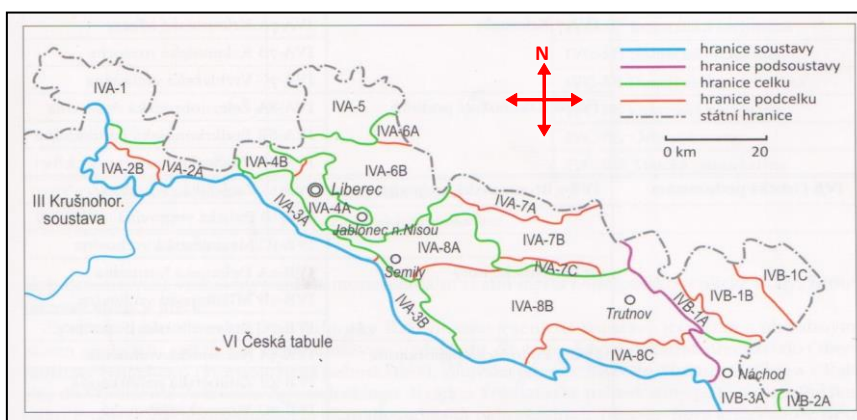 N
hranice soustavy
hranice podsoustavy
hranice celku
hranice podcelku
státní hranice
0 km
20
IVA-1
IVA-5
IVA-6A
IVA-2B
IVA-2A
IVA-4B
IVA-6B
Liberec
III Krušnohor.
soustava
IVA-3A
IVA-4A
Jablonec n.Nisou
IVA-7A
IVA-7B
IVA-8A
IVA-7C
Semily
IVA-3B
IVA-8B
Trutnov
IVB-1A
IVB-1B
IVB-1C
VI Česká tabule
IVA-8C
Náchod
IVB-3A
IVB-2A